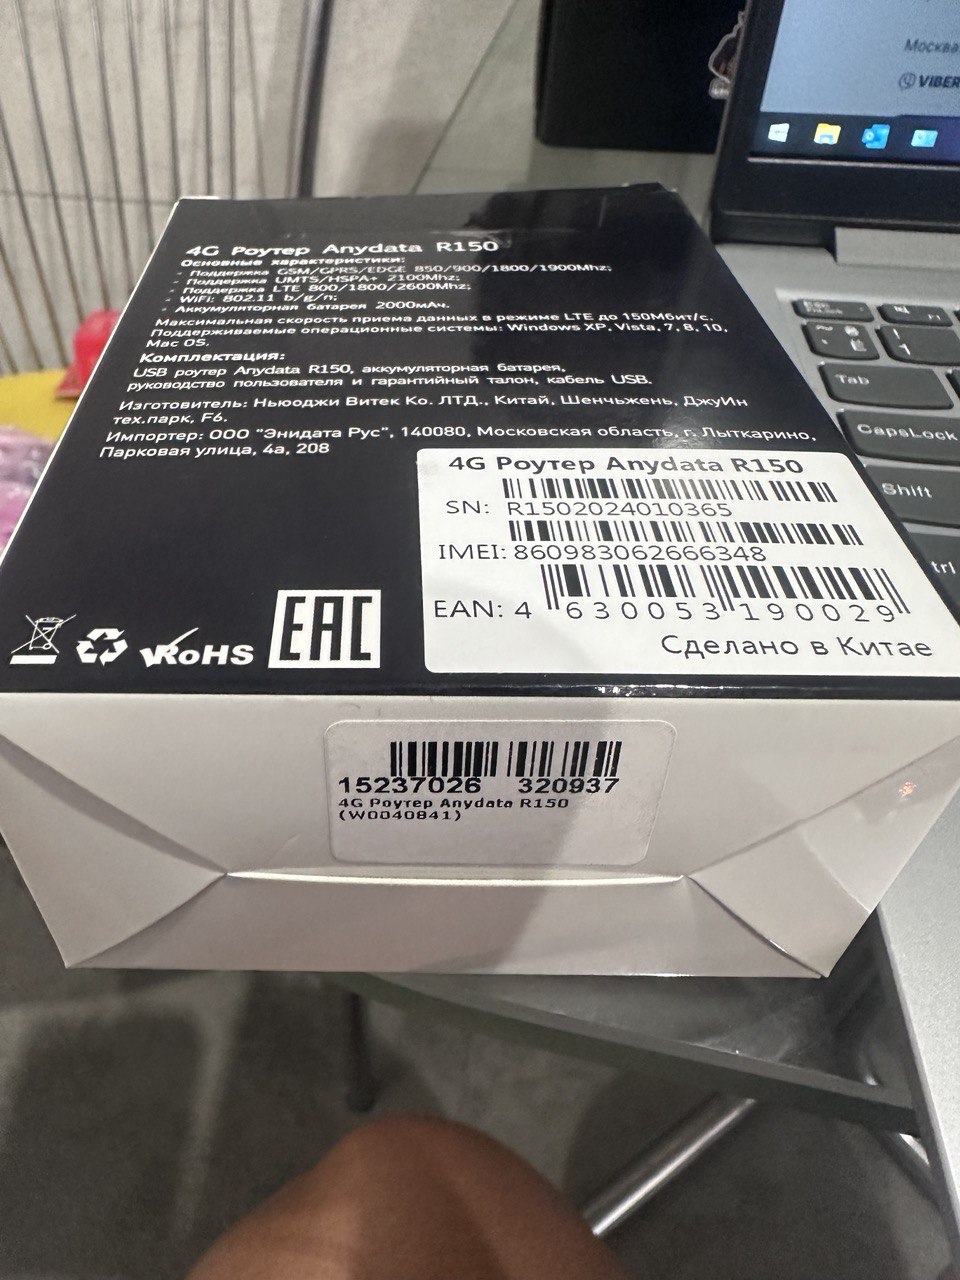 Москва
VIBER
4G Роутер Anydata R150
Основные характеристики:
- Поддержка GSM/GPRS/EDGE 850/900/1800/1900Mhz;
- Поддержка UMTS/HSPA+ 2100Mhz;
- Поддержка LTE 800/1800/2600Mhz;
- WiFi: 802.11 b/g/n;
- Аккумуляторная батарея 2000мАч.
Максимальная скорость приема данных в режиме LTE до 150Мбит/с.
Поддерживаемые операционные системы: Windows XP, Vista, 7, 8, 10,
Mac OS.
Комплектация:
USB роутер Anydata R150, аккумуляторная батарея,
руководство пользователя и гарантийный талон, кабель USB.
Изготовитель: Ньюоджи Витек Ко. ЛТД., Китай, Шенчьжень, ДжуИн
тех.парк, F6.
Импортер: ООО "Энидата Рус", 140080, Московская область, г. Лыткарино,
Парковая улица, 4а, 208
4G Роутер Anydata R150
SN: R1502024010365
IMEI: 860983062666348
EAN: 4 630053 190029
Сделано в Китае
RoHS
EAC
15237026 320937
4G Роутер Anydata R150
(W0040841)
Tab
CapsLock
Shift
trl